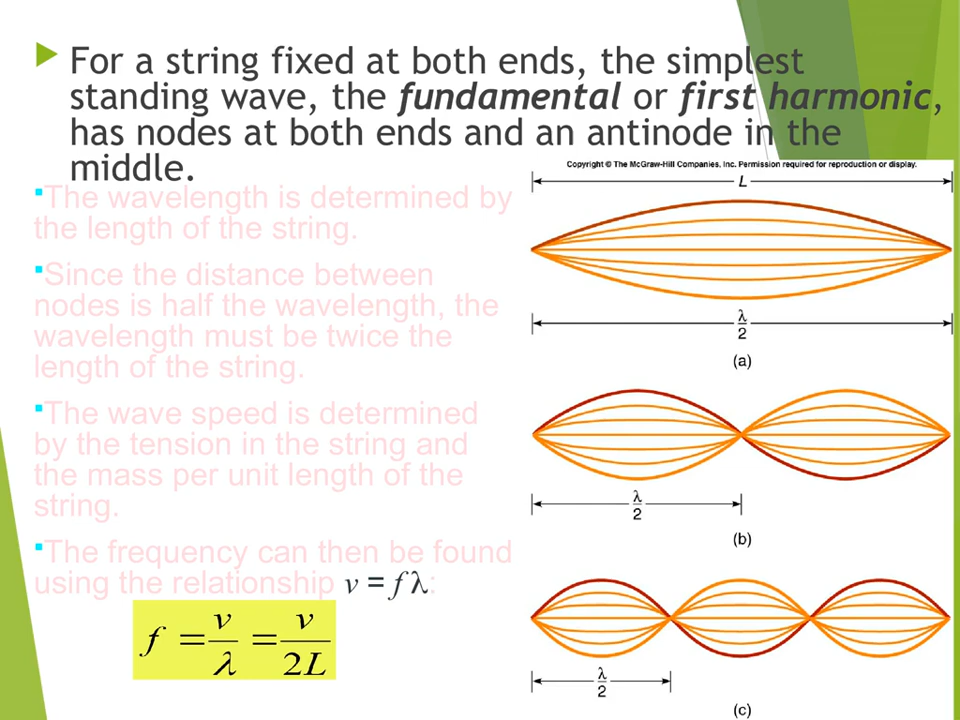 For a string fixed at both ends, the simplest
standing wave, the fundamental or first harmonic,
has nodes at both ends and an antinode in the
middle.
The wavelength is determined by
the length of the string.
Since the distance between
nodes is half the wavelength, the
wavelength must be twice the
length of the string.
The wave speed is determined
by the tension in the string and
the mass per unit length of the
string.
The frequency can then be found
using the relationship v = f λ:
f = v/λ = v/2L
Copyright © The McGraw-Hill Companies, Inc. Permission required for reproduction or display.
L
λ/2
(a)
λ/2
(b)
λ/2
(c)